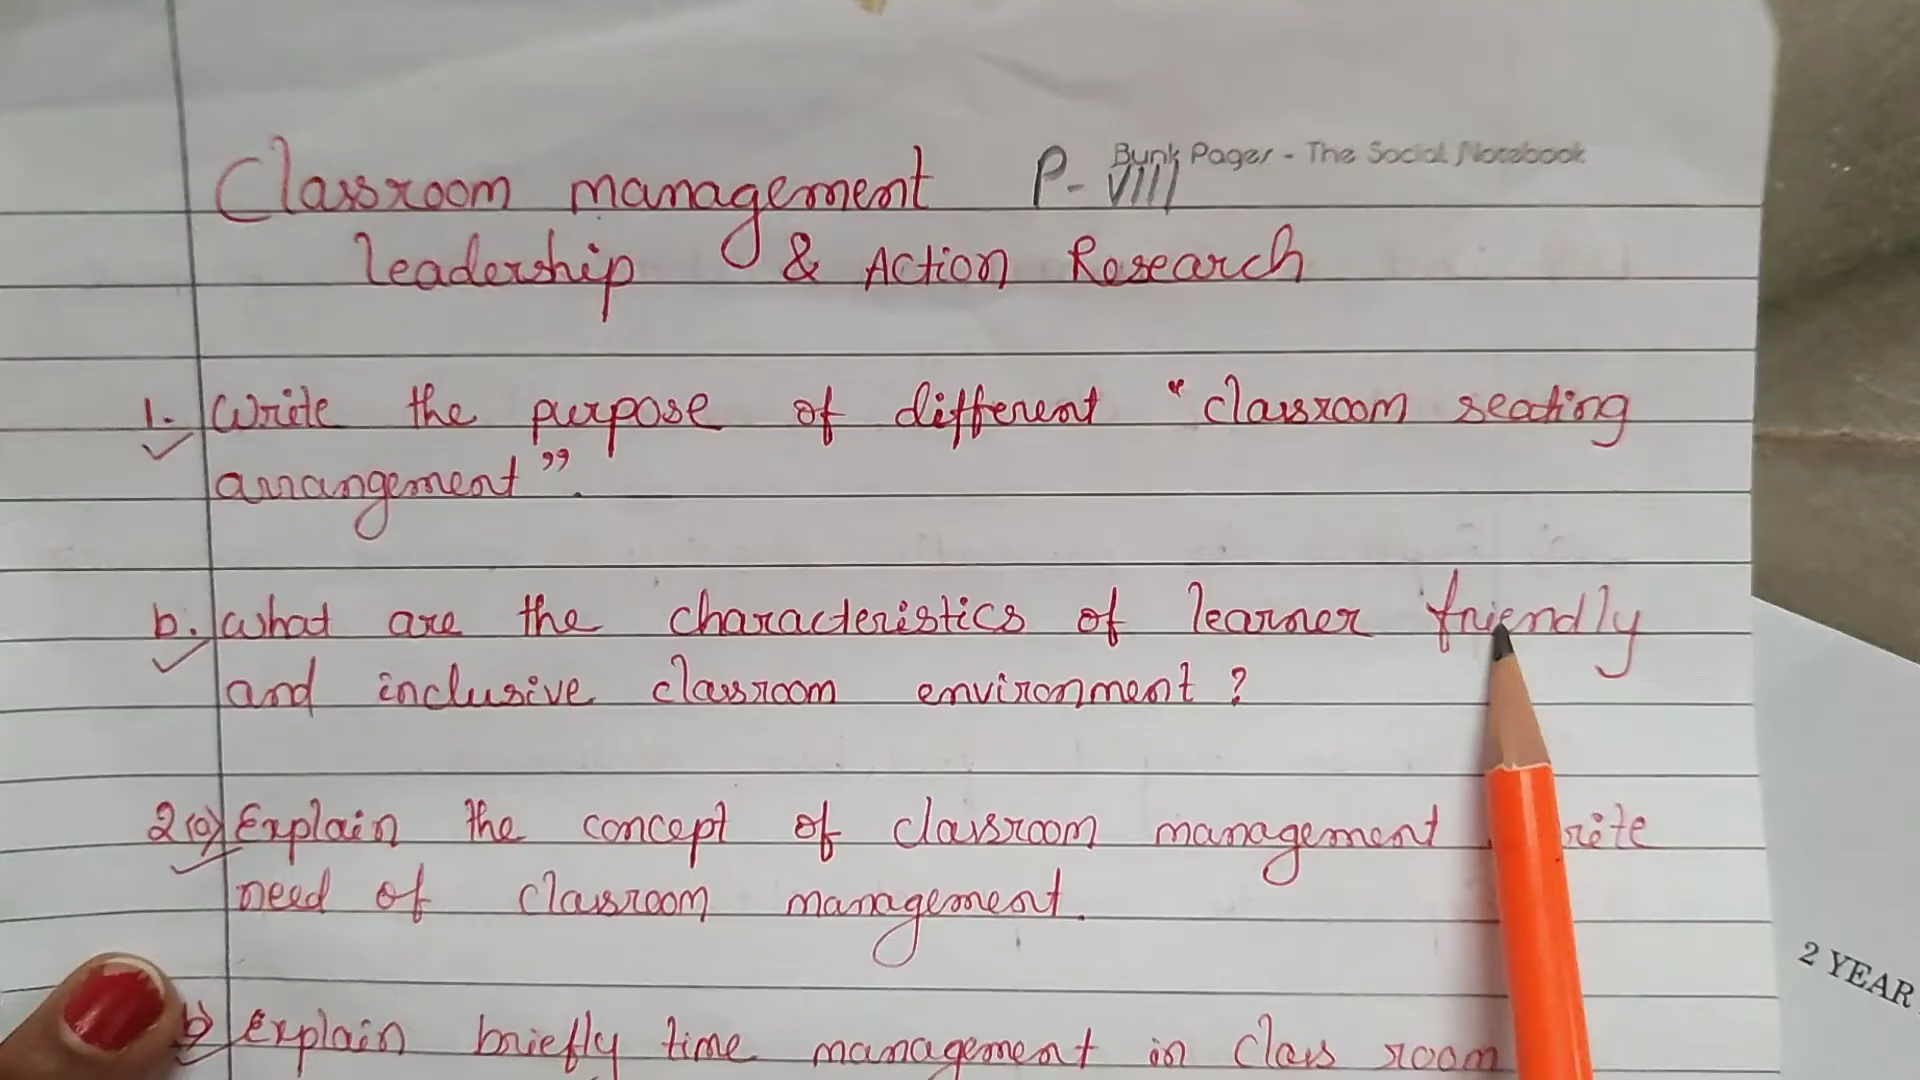 Bunk Pages - The Social Notebook
Classroom management P-VIII
leadership & Action Research
1. Write the purpose of different "classroom seating
arrangement".
b. What are the characteristics of learner friendly
and inclusive classroom environment?
2(a) Explain the concept of classroom management
need of classroom management.
b) Explain briefly time management in class room
2 YEAR